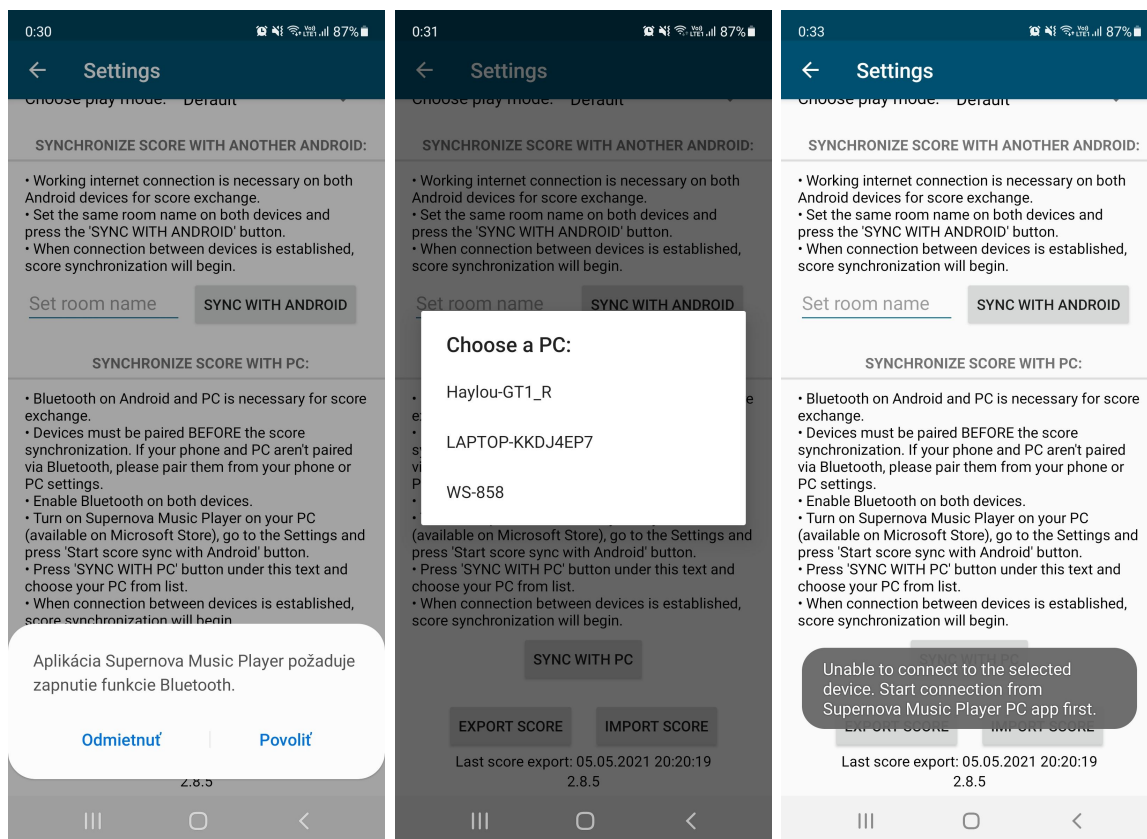 0:30
87%
Settings
Choose play mode: Default
SYNCHRONIZE SCORE WITH ANOTHER ANDROID:
• Working internet connection is necessary on both
Android devices for score exchange.
• Set the same room name on both devices and
press the 'SYNC WITH ANDROID' button.
• When connection between devices is established,
score synchronization will begin.
Set room name
SYNC WITH ANDROID
SYNCHRONIZE SCORE WITH PC:
• Bluetooth on Android and PC is necessary for score
exchange.
• Devices must be paired BEFORE the score
synchronization. If your phone and PC aren't paired
via Bluetooth, please pair them from your phone or
PC settings.
• Enable Bluetooth on both devices.
• Turn on Supernova Music Player on your PC
(available on Microsoft Store), go to the Settings and
press 'Start score sync with Android' button.
• Press 'SYNC WITH PC' button under this text and
choose your PC from list.
• When connection between devices is established,
score synchronization will begin
Aplikácia Supernova Music Player požaduje
zapnutie funkcie Bluetooth.
Odmietnuť
Povoliť
2.8.5
0:31
87%
Settings
Choose play mode: Default
SYNCHRONIZE SCORE WITH ANOTHER ANDROID:
• Working internet connection is necessary on both
Android devices for score exchange.
• Set the same room name on both devices and
press the 'SYNC WITH ANDROID' button.
• When connection between devices is established,
score synchronization will begin.
Set room name
SYNC WITH ANDROID
Choose a PC:
Haylou-GT1_R
LAPTOP-KKDJ4EP7
WS-858
(available on Microsoft Store), go to the Settings and
press 'Start score sync with Android' button.
• Press 'SYNC WITH PC' button under this text and
choose your PC from list.
• When connection between devices is established,
score synchronization will begin.
SYNC WITH PC
EXPORT SCORE
IMPORT SCORE
Last score export: 05.05.2021 20:20:19
2.8.5
0:33
87%
Settings
Choose play mode: Default
SYNCHRONIZE SCORE WITH ANOTHER ANDROID:
• Working internet connection is necessary on both
Android devices for score exchange.
• Set the same room name on both devices and
press the 'SYNC WITH ANDROID' button.
• When connection between devices is established,
score synchronization will begin.
Set room name
SYNC WITH ANDROID
SYNCHRONIZE SCORE WITH PC:
• Bluetooth on Android and PC is necessary for score
exchange.
• Devices must be paired BEFORE the score
synchronization. If your phone and PC aren't paired
via Bluetooth, please pair them from your phone or
PC settings.
• Enable Bluetooth on both devices.
• Turn on Supernova Music Player on your PC
(available on Microsoft Store), go to the Settings and
press 'Start score sync with Android' button.
• Press 'SYNC WITH PC' button under this text and
choose your PC from list.
• When connection between devices is established,
score synchronization will begin.
SYNC WITH PC
Unable to connect to the selected
device. Start connection from
Supernova Music Player PC app first.
EXPORT SCORE
IMPORT SCORE
Last score export: 05.05.2021 20:20:19
2.8.5